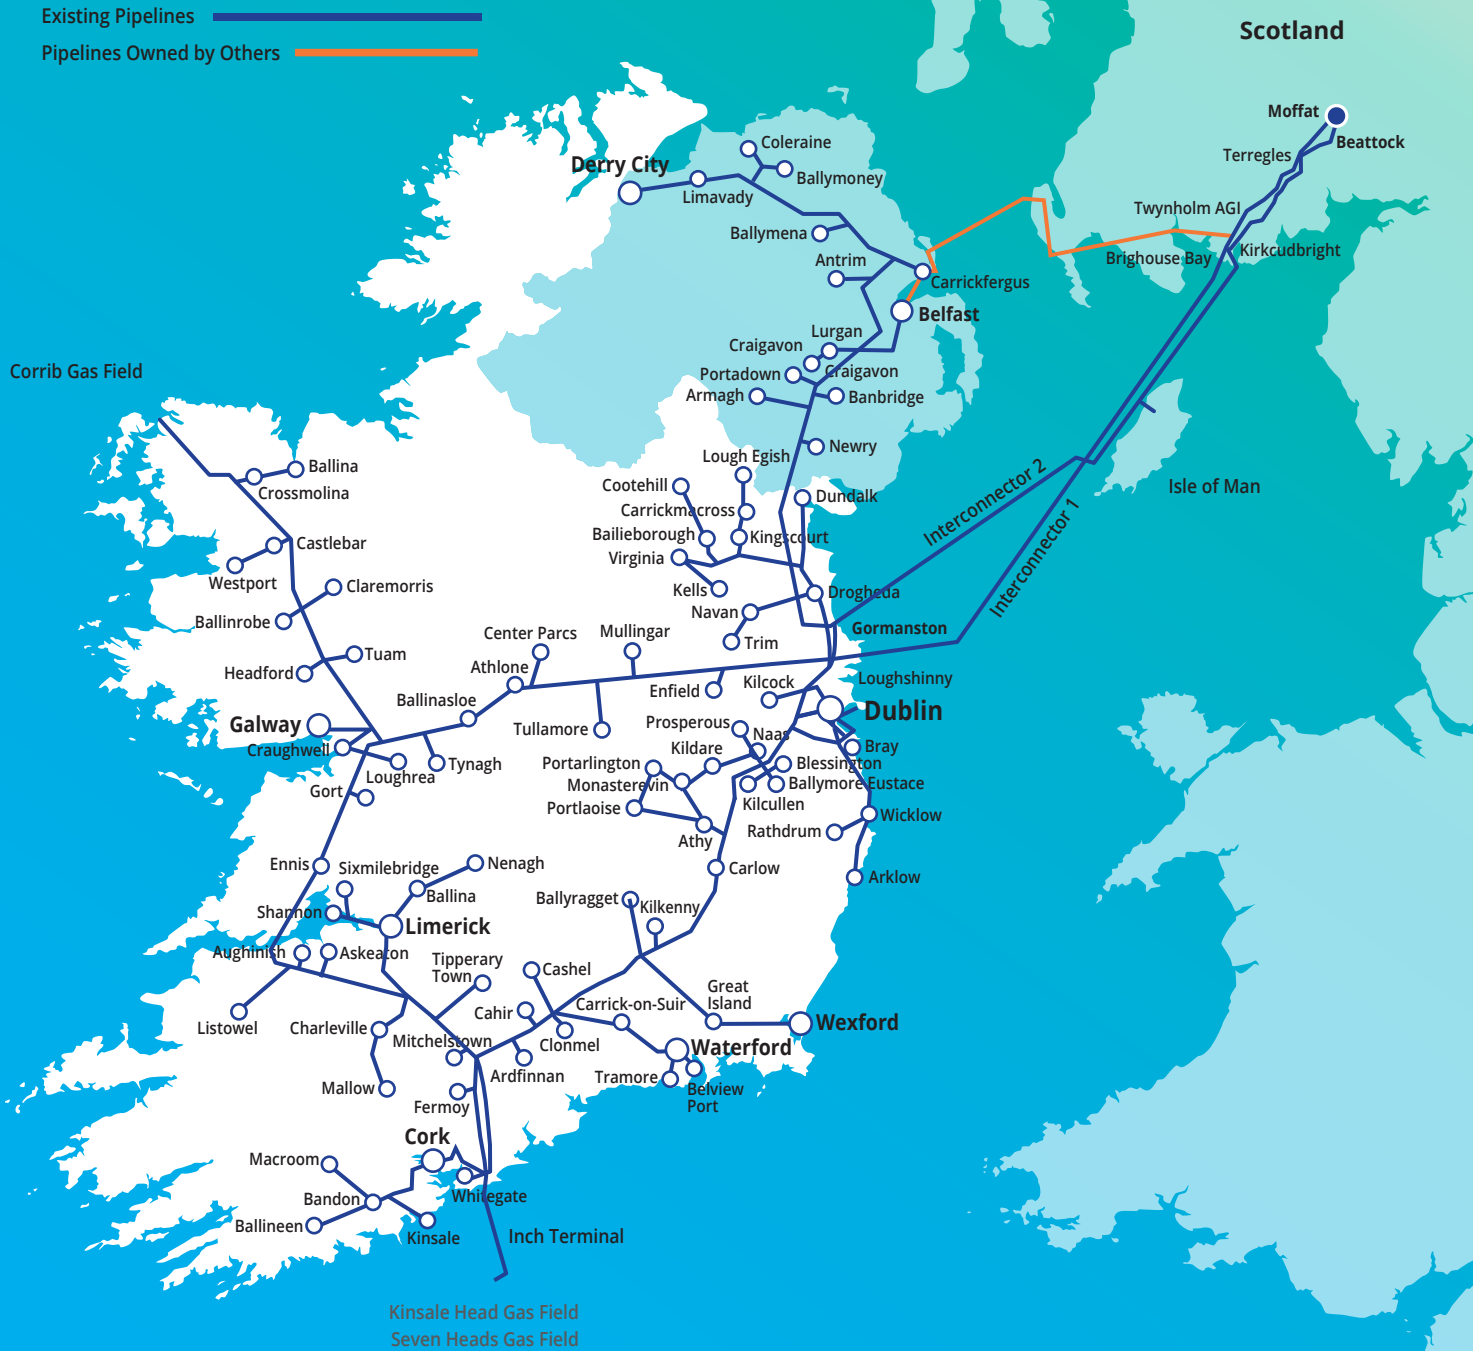 Existing Pipelines
Pipelines Owned by Others
Scotland
Moffat
Beattock
Terregles
Coleraine
Derry City
Ballymoney
Limavady
Twynholm AGI
Ballymena
Kirkcudbright
Brighouse Bay
Antrim
Carrickfergus
Belfast
Lurgan
Craigavon
Craigavon
Portadown
Corrib Gas Field
Armagh
Banbridge
Newry
Lough Egish
Ballina
Crossmolina
Cootehill
Dundalk
Interconnector 2
Isle of Man
Carrickmacross
Bailieborough
Kingscourt
Castlebar
Virginia
Interconnector 1
Westport
Claremorris
Kells
Drogheda
Ballinrobe
Navan
Gormanston
Center Parcs
Mullingar
Trim
Tuam
Headford
Athlone
Loughshinny
Kilcock
Enfield
Ballinasloe
Dublin
Galway
Tullamore
Prosperous
Naas
Craughwell
Kildare
Bray
Loughrea
Tynagh
Portarlington
Blessington
Monasterevin
Ballymore Eustace
Gort
Kilcullen
Portlaoise
Wicklow
Rathdrum
Athy
Ennis
Sixmilebridge
Nenagh
Carlow
Arklow
Ballina
Ballyragget
Kilkenny
Shannon
Limerick
Aughinish
Askeaton
Tipperary
Town
Cashel
Great
Island
Carrick-on-Suir
Cahir
Listowel
Charleville
Wexford
Mitchelstown
Clonmel
Waterford
Ardfinnan
Tramore
Mallow
Belview
Port
Fermoy
Cork
Macroom
Bandon
Whitegate
Ballineen
Kinsale
Inch Terminal
Kinsale Head Gas Field
Seven Heads Gas Field